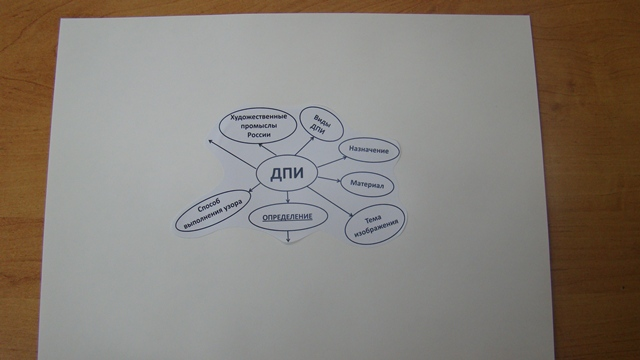 Художественные
промыслы
России
Виды
ДПИ
Назначение
ДПИ
Материал
Способ
выполнения узора
ОПРЕДЕЛЕНИЕ
Тема
изображения